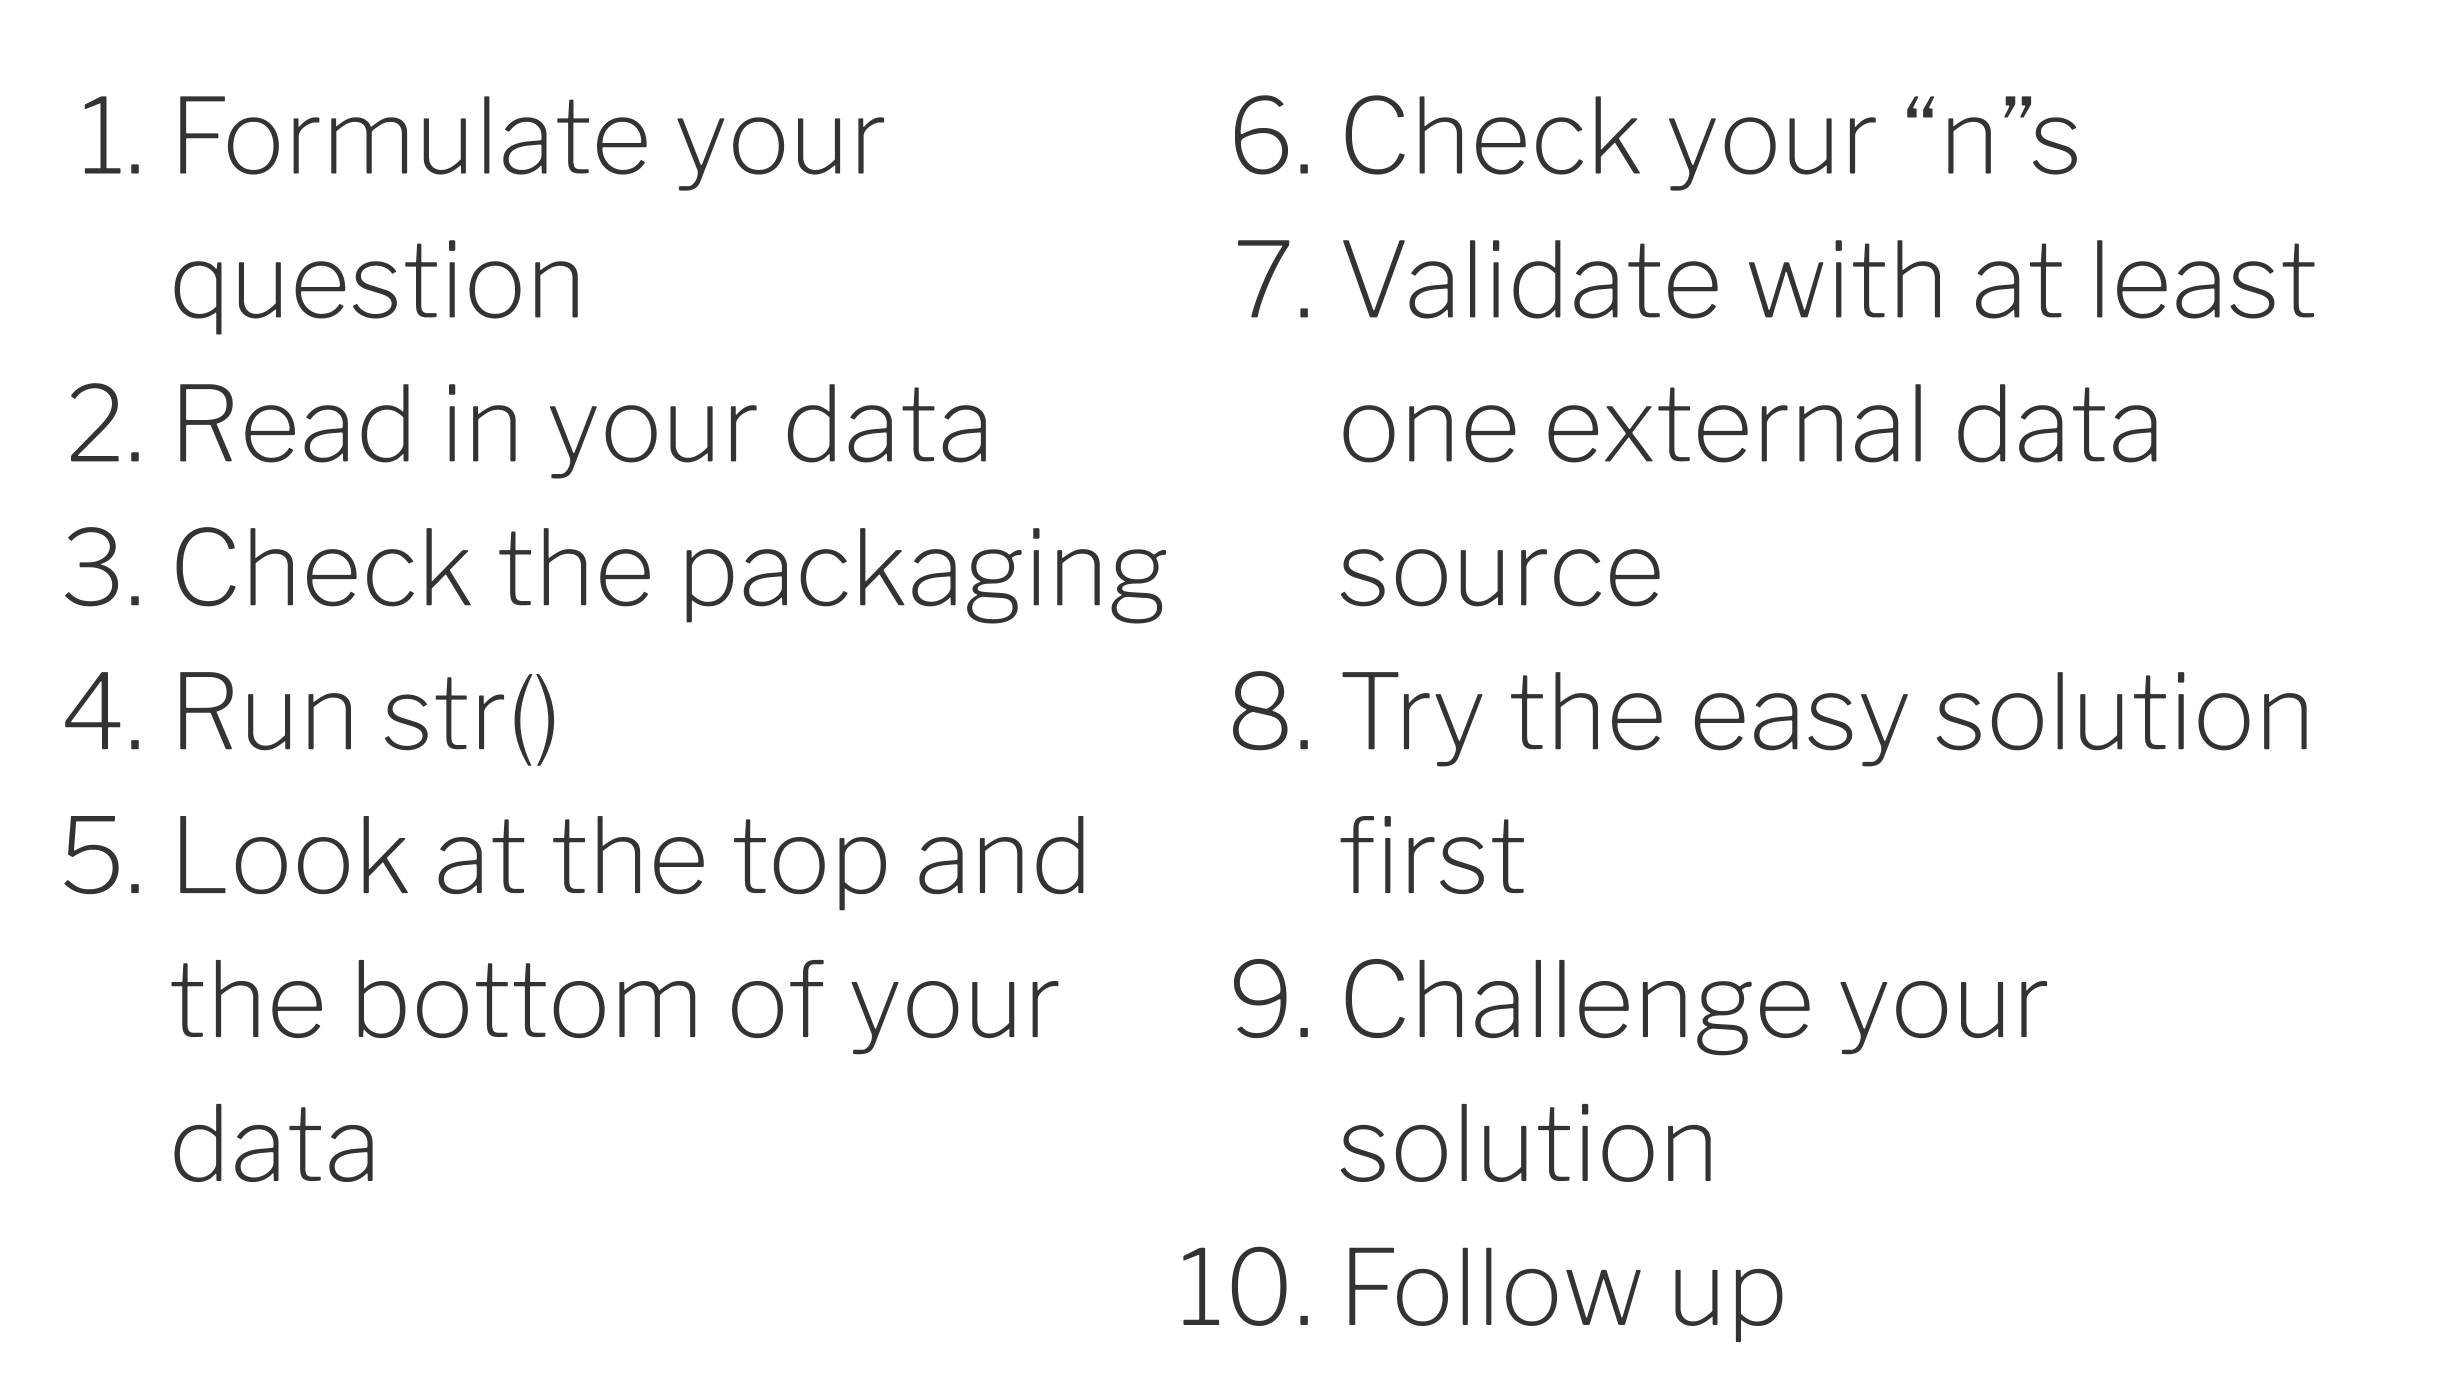 1. Formulate your
question
2. Read in your data
3. Check the packaging
4. Run str()
5. Look at the top and
the bottom of your
data
6. Check your “n”s
7. Validate with at least
one external data
source
8. Try the easy solution
first
9. Challenge your
solution
10. Follow up